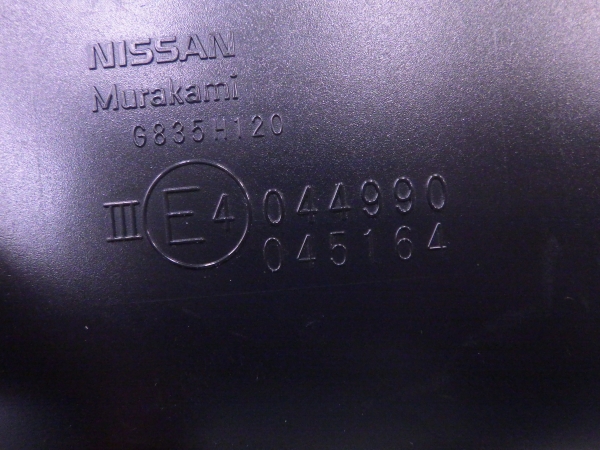 NISSAN
Murakami
G835H120
III E4 044990
045164